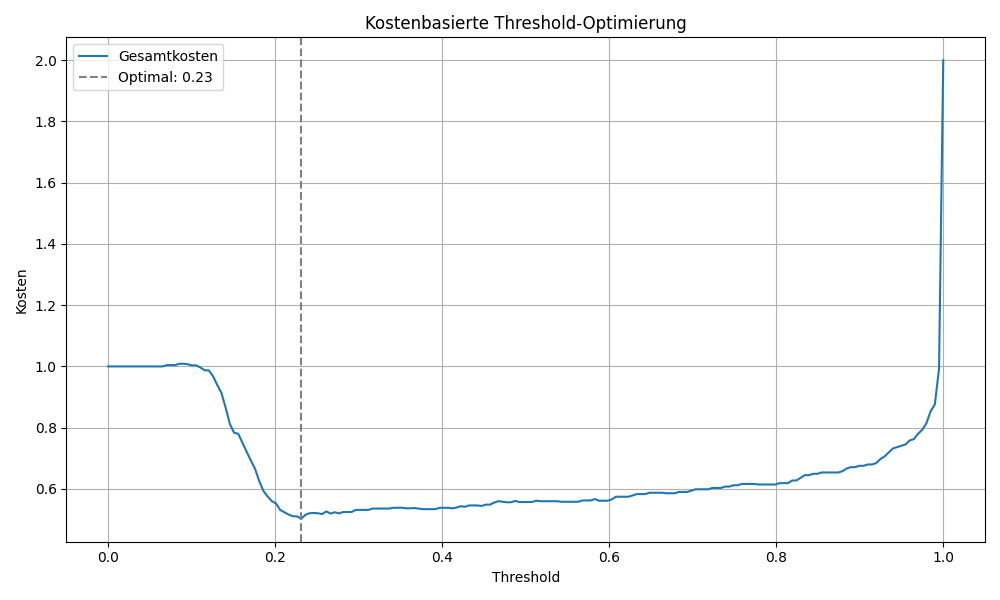 Kostenbasierte Threshold-Optimierung
Gesamtkosten
Optimal: 0.23
Kosten
2.0
1.8
1.6
1.4
1.2
1.0
0.8
0.6
0.0 0.2 0.4 0.6 0.8 1.0
Threshold